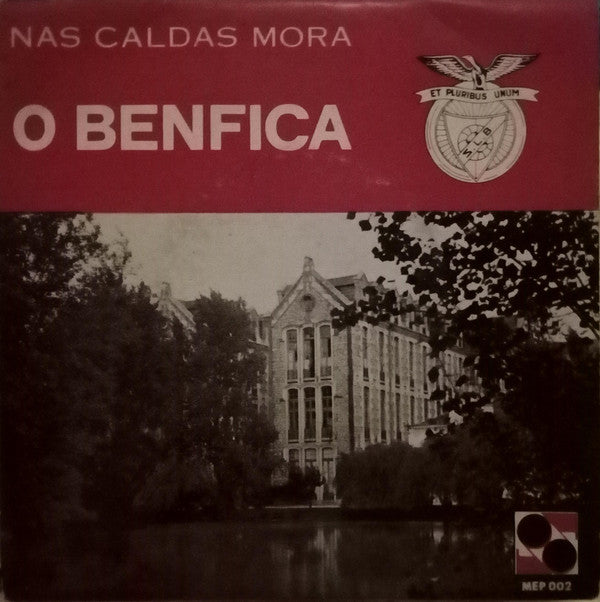 NAS CALDAS MORA
O BENFICA
ET PLURIBUS UNUM
MEP 002